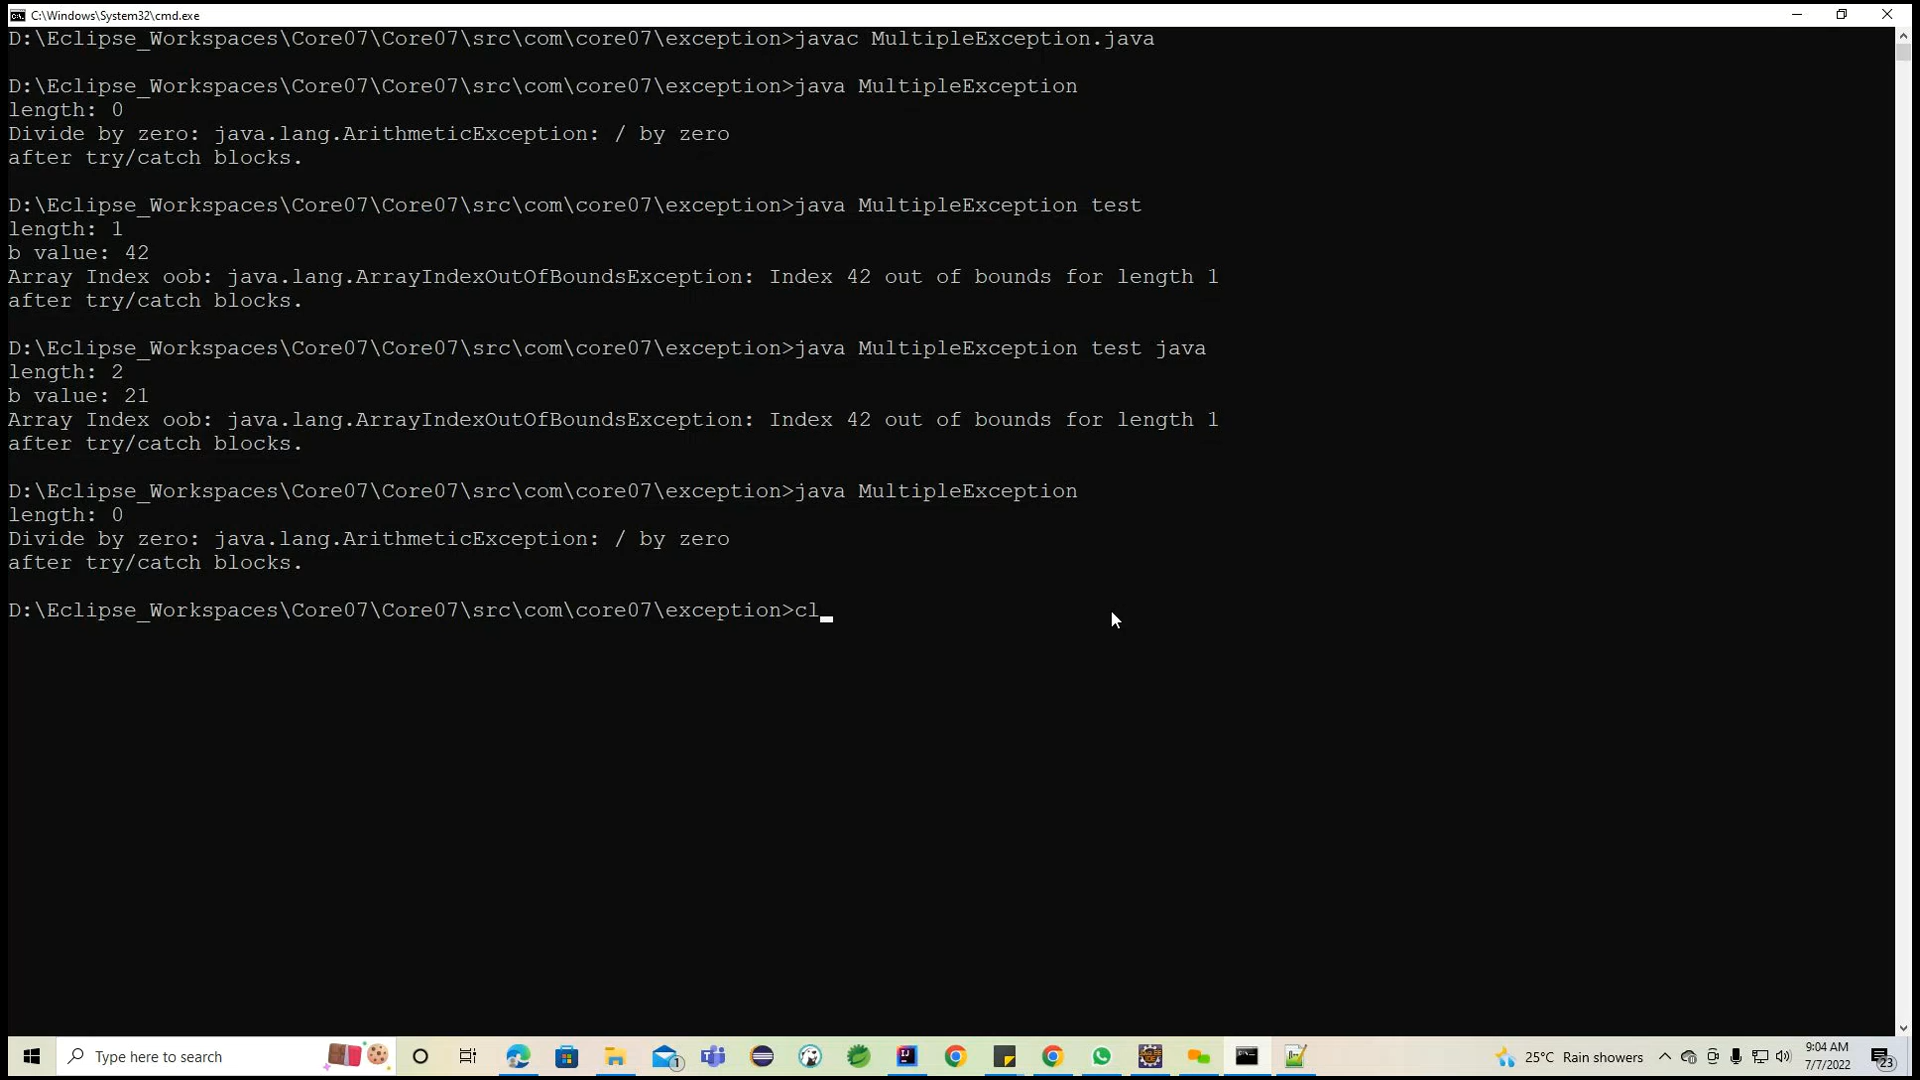 C:\Windows\System32\cmd.exe
D:\Eclipse_Workspaces\Core07\Core07\src\com\core07\exception>javac MultipleException.java
D:\Eclipse_Workspaces\Core07\Core07\src\com\core07\exception>java MultipleException
length: 0
Divide by zero: java.lang.ArithmeticException: / by zero
after try/catch blocks.
D:\Eclipse_Workspaces\Core07\Core07\src\com\core07\exception>java MultipleException test
length: 1
b value: 42
Array Index oob: java.lang.ArrayIndexOutOfBoundsException: Index 42 out of bounds for length 1
after try/catch blocks.
D:\Eclipse_Workspaces\Core07\Core07\src\com\core07\exception>java MultipleException test java
length: 2
b value: 21
Array Index oob: java.lang.ArrayIndexOutOfBoundsException: Index 42 out of bounds for length 1
after try/catch blocks.
D:\Eclipse_Workspaces\Core07\Core07\src\com\core07\exception>java MultipleException
length: 0
Divide by zero: java.lang.ArithmeticException: / by zero
after try/catch blocks.
D:\Eclipse_Workspaces\Core07\Core07\src\com\core07\exception>cl
Type here to search
1
25°C Rain showers
9:04 AM
7/7/2022
23